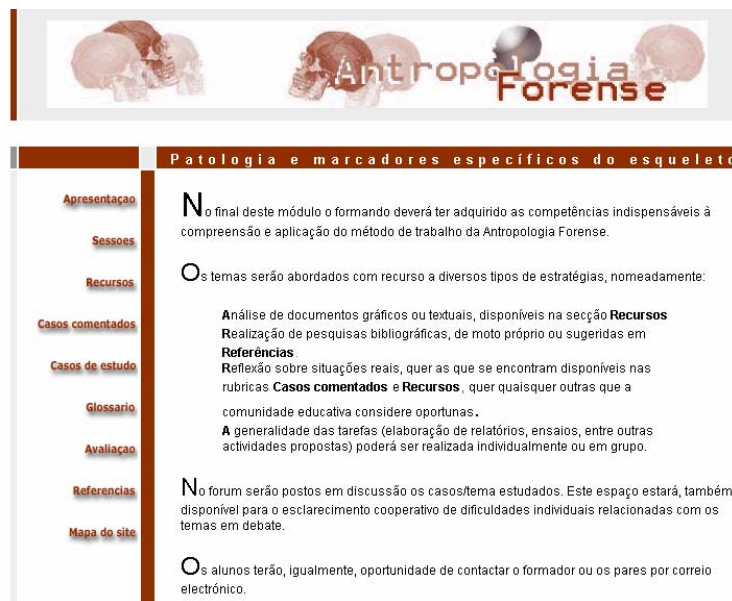 Antropologia
Forense
Patologia e marcadores específicos do esqueleto
Apresentaçao
Sessoes
Recursos
Casos comentados
Casos de estudo
Glossario
Avaliaçao
Referencias
Mapa do site
No final deste módulo o formando deverá ter adquirido as competências indispensáveis à
compreensão e aplicação do método de trabalho da Antropologia Forense.
Os temas serão abordados com recurso a diversos tipos de estratégias, nomeadamente:
Análise de documentos gráficos ou textuais, disponíveis na secção Recursos
Realização de pesquisas bibliográficas, de moto próprio ou sugeridas em
Referências.
Reflexão sobre situações reais, quer as que se encontram disponíveis nas
rubricas Casos comentados e Recursos, quer quaisquer outras que a
comunidade educativa considere oportunas.
A generalidade das tarefas (elaboração de relatórios, ensaios, entre outras
actividades propostas) poderá ser realizada individualmente ou em grupo.
No forum serão postos em discussão os casos/tema estudados. Este espaço estará, também
disponível para o esclarecimento cooperativo de dificuldades individuais relacionadas com os
temas em debate.
Os alunos terão, igualmente, oportunidade de contactar o formador ou os pares por correio
electrónico.